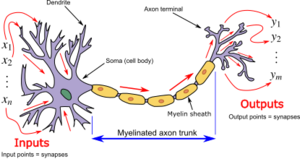 Dendrite
Axon terminal
x1
x2
⋮
xn
y1
y2
⋮
ym
Soma (cell body)
Myelin sheath
Myelinated axon trunk
Inputs
Input points = synapses
Outputs
Output points = synapses